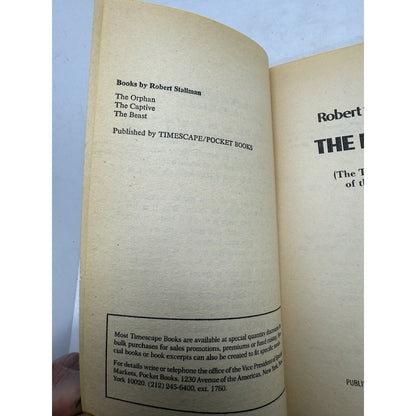 Books by Robert Stallman
The Orphan
The Captive
The Beast
Published by TIMESCAPE/POCKET BOOKS
Most Timescape Books are available at special quantity discounts for
bulk purchases for sales promotions, premiums or fund raising. Spe-
cial books or book excerpts can also be created to fit specific needs.
For details write or telephone the office of the Vice President of Special
Markets, Pocket Books, 1230 Avenue of the Americas, New York, New
York 10020. (212) 245-6400, ext. 1760.
Robert
THE
(The T
of th
PUBLI